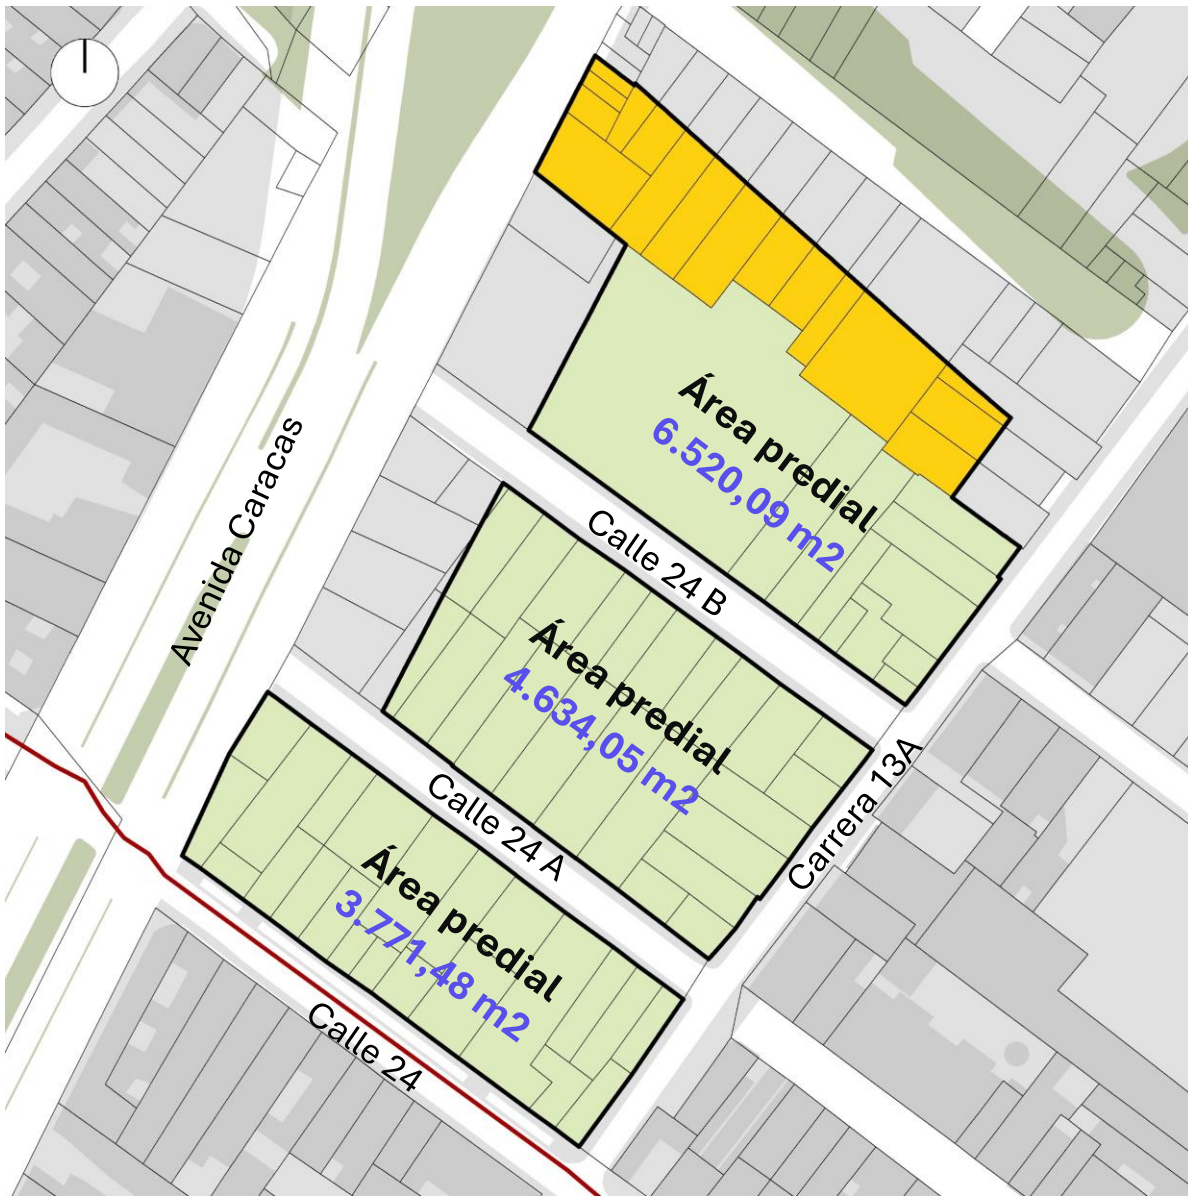 Área predial
6.520,09 m2
Calle 24 B
Avenida Caracas
Área predial
4.634,05 m2
Carrera 13A
Calle 24 A
Área predial
3.771,48 m2
Calle 24